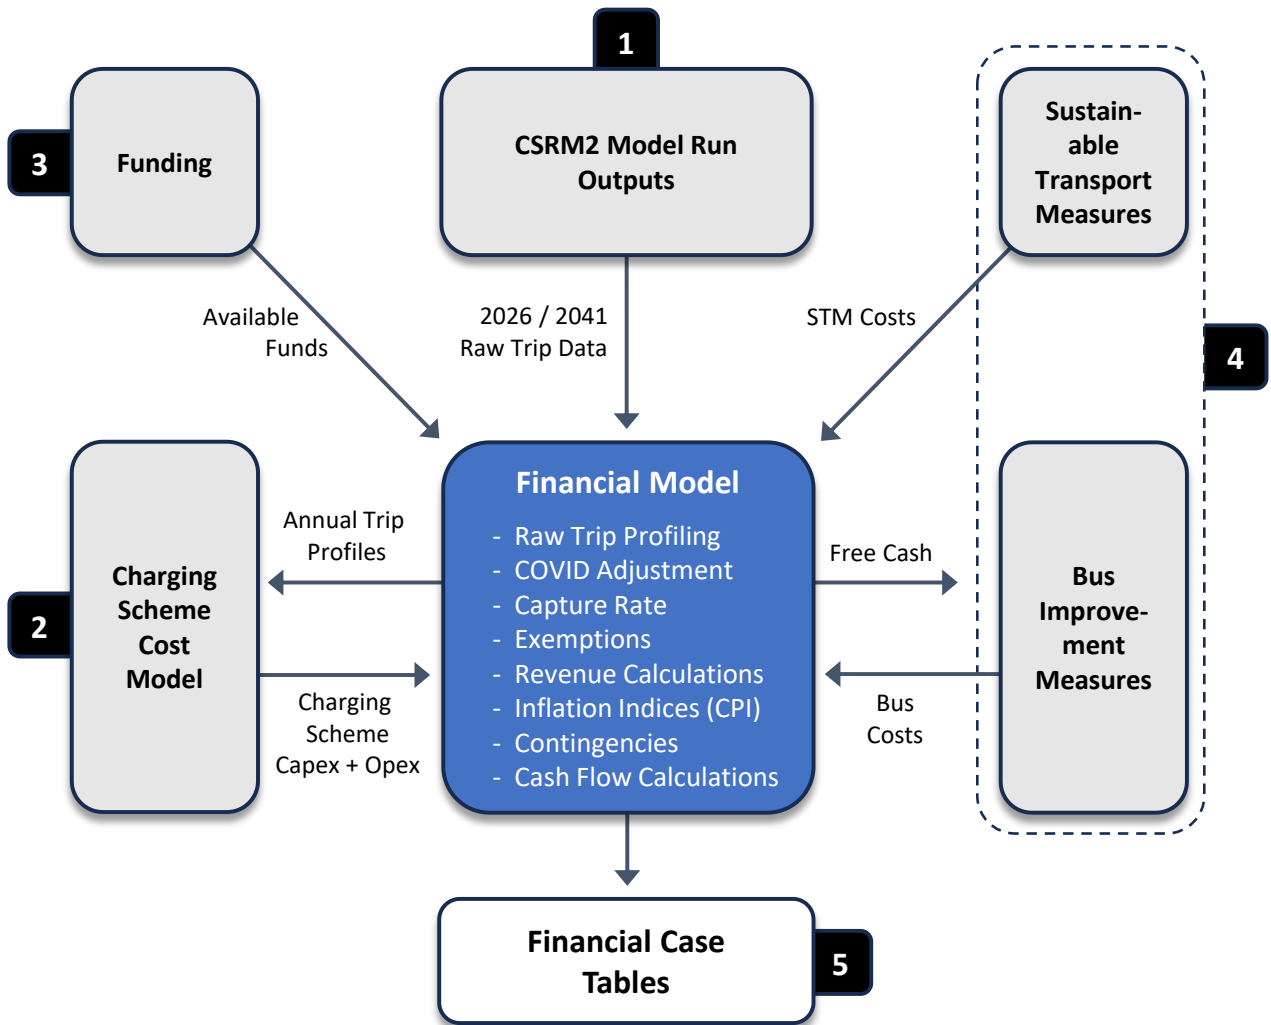 1
CSRM2 Model Run
Outputs
3
Funding
Sustain-
able
Transport
Measures
Available
Funds
2026 / 2041
Raw Trip Data
STM Costs
4
Financial Model
- Raw Trip Profiling
- COVID Adjustment
- Capture Rate
- Exemptions
- Revenue Calculations
- Inflation Indices (CPI)
- Contingencies
- Cash Flow Calculations
Annual Trip
Profiles
Free Cash
2
Charging
Scheme
Cost
Model
Bus
Improve-
ment
Measures
Charging
Scheme
Capex + Opex
Bus
Costs
Financial Case
Tables
5